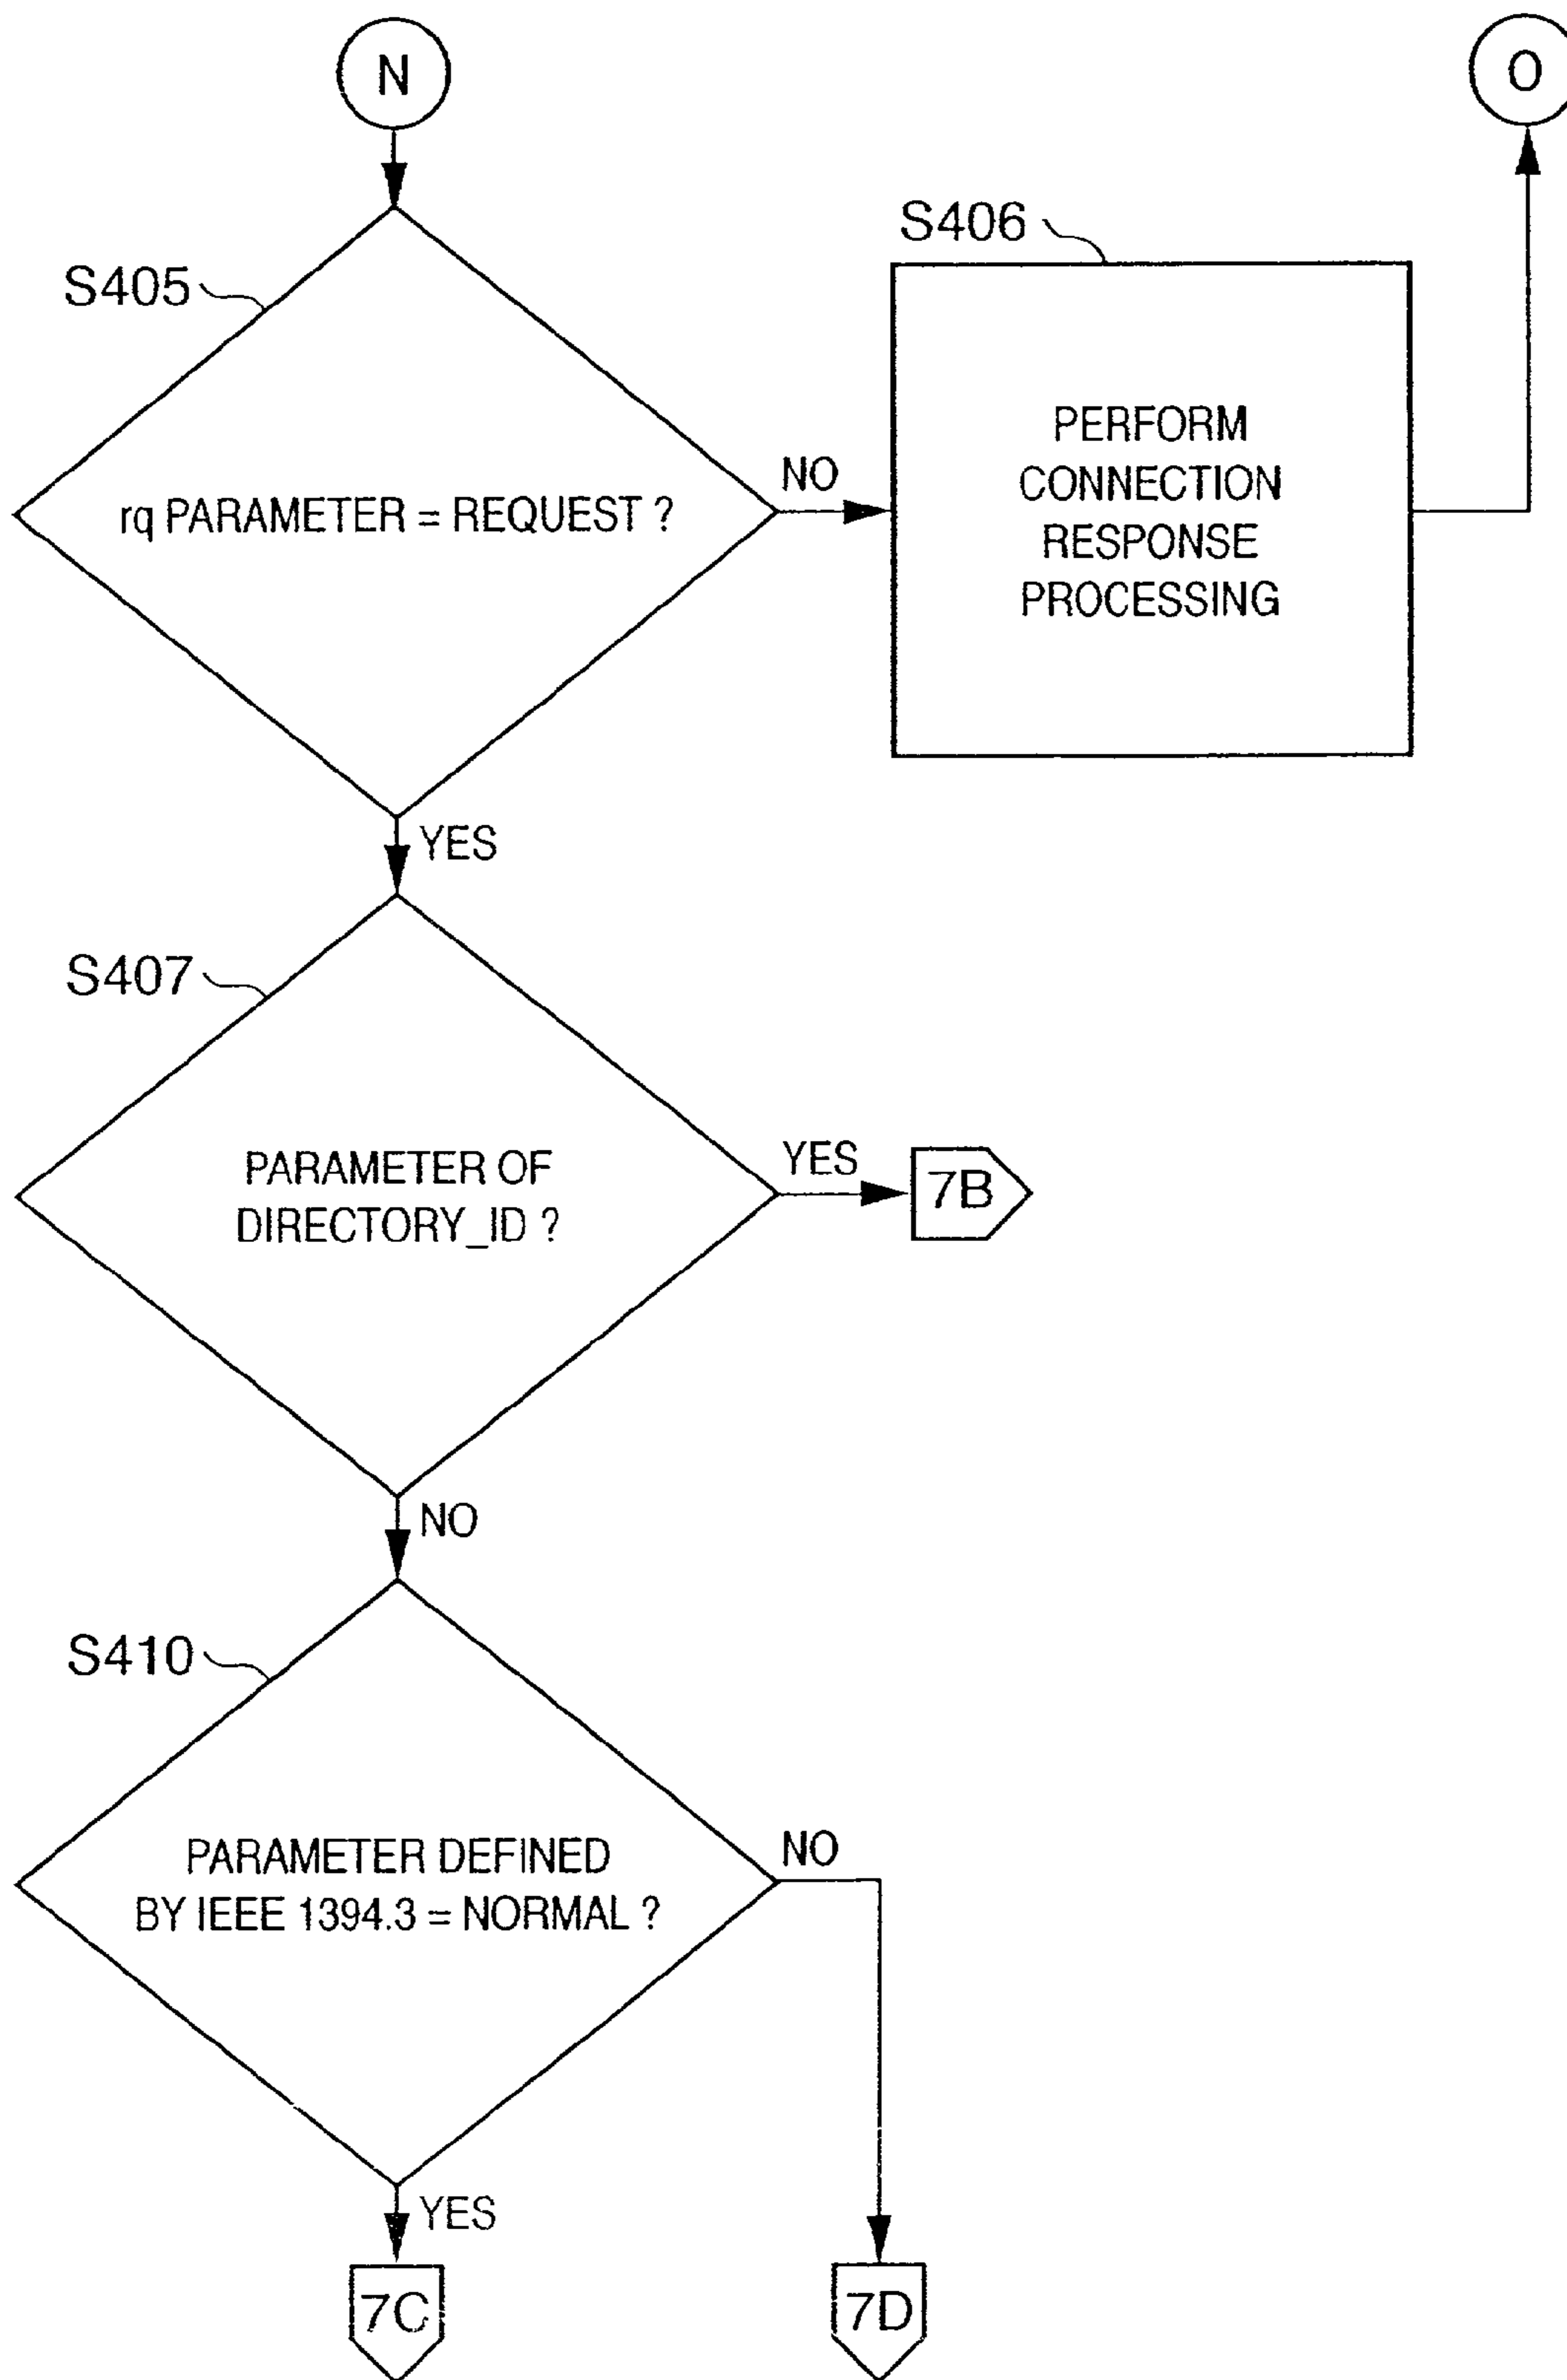 N
O
S405
S406
rq PARAMETER = REQUEST ?
NO
PERFORM
CONNECTION
RESPONSE
PROCESSING
YES
S407
PARAMETER OF
DIRECTORY_ID ?
YES
7B
NO
S410
PARAMETER DEFINED
BY IEEE 1394.3 = NORMAL ?
NO
YES
7C
7D